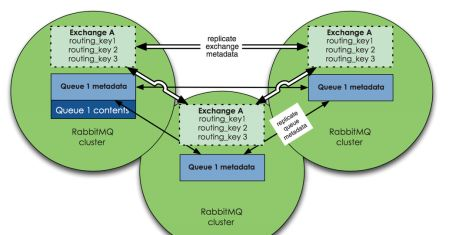 Exchange A
routing_key1
routing_key 2
routing_key 3
replicate
exchange
metadata
Exchange A
routing_key1
routing_key 2
routing_key 3
Queue 1 metadata
Queue 1 contents
RabbitMQ
cluster
Queue 1 metadata
RabbitMQ
cluster
Exchange A
routing_key1
routing_key 2
routing_key 3
replicate
queue
metadata
Queue 1 metadata
RabbitMQ
cluster